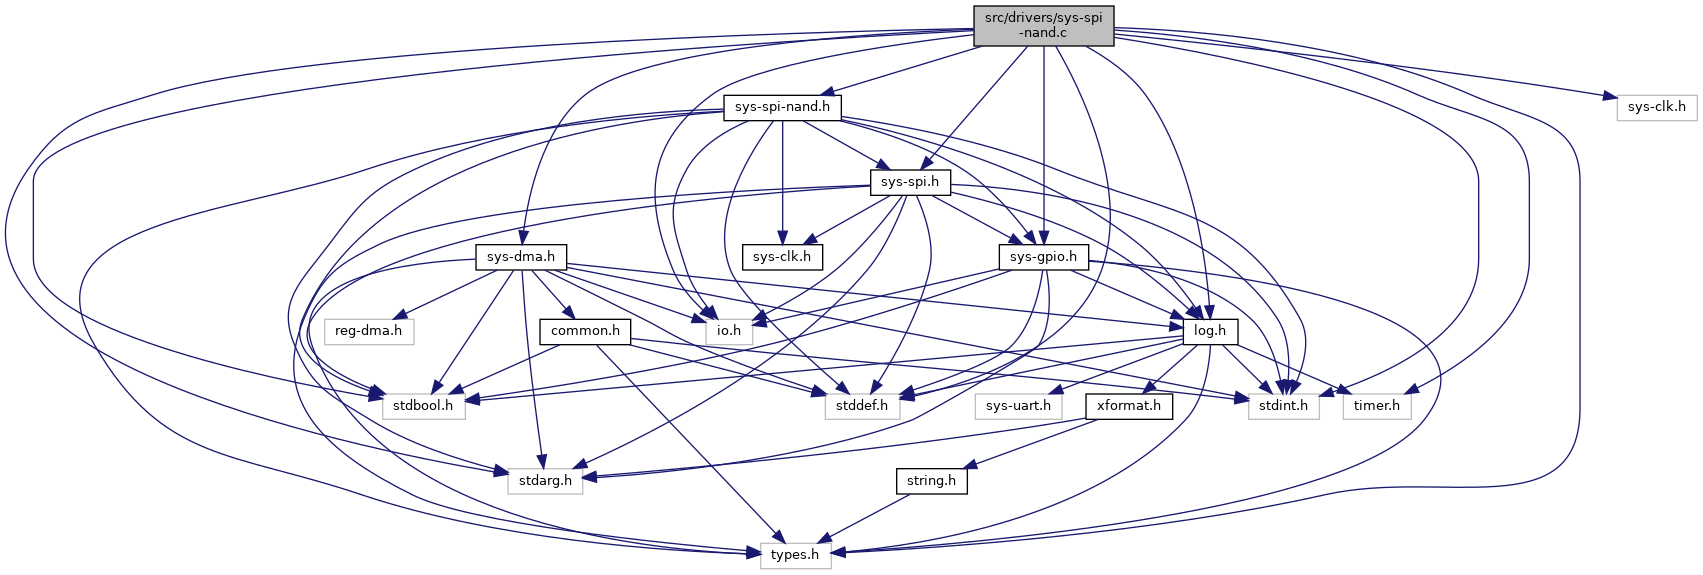 src/drivers/sys-spi
-nand.c
sys-spi-nand.h
sys-clk.h
sys-spi.h
sys-dma.h
sys-clk.h
sys-gpio.h
reg-dma.h
common.h
io.h
log.h
stdbool.h
stddef.h
sys-uart.h
xformat.h
stdint.h
timer.h
stdarg.h
string.h
types.h